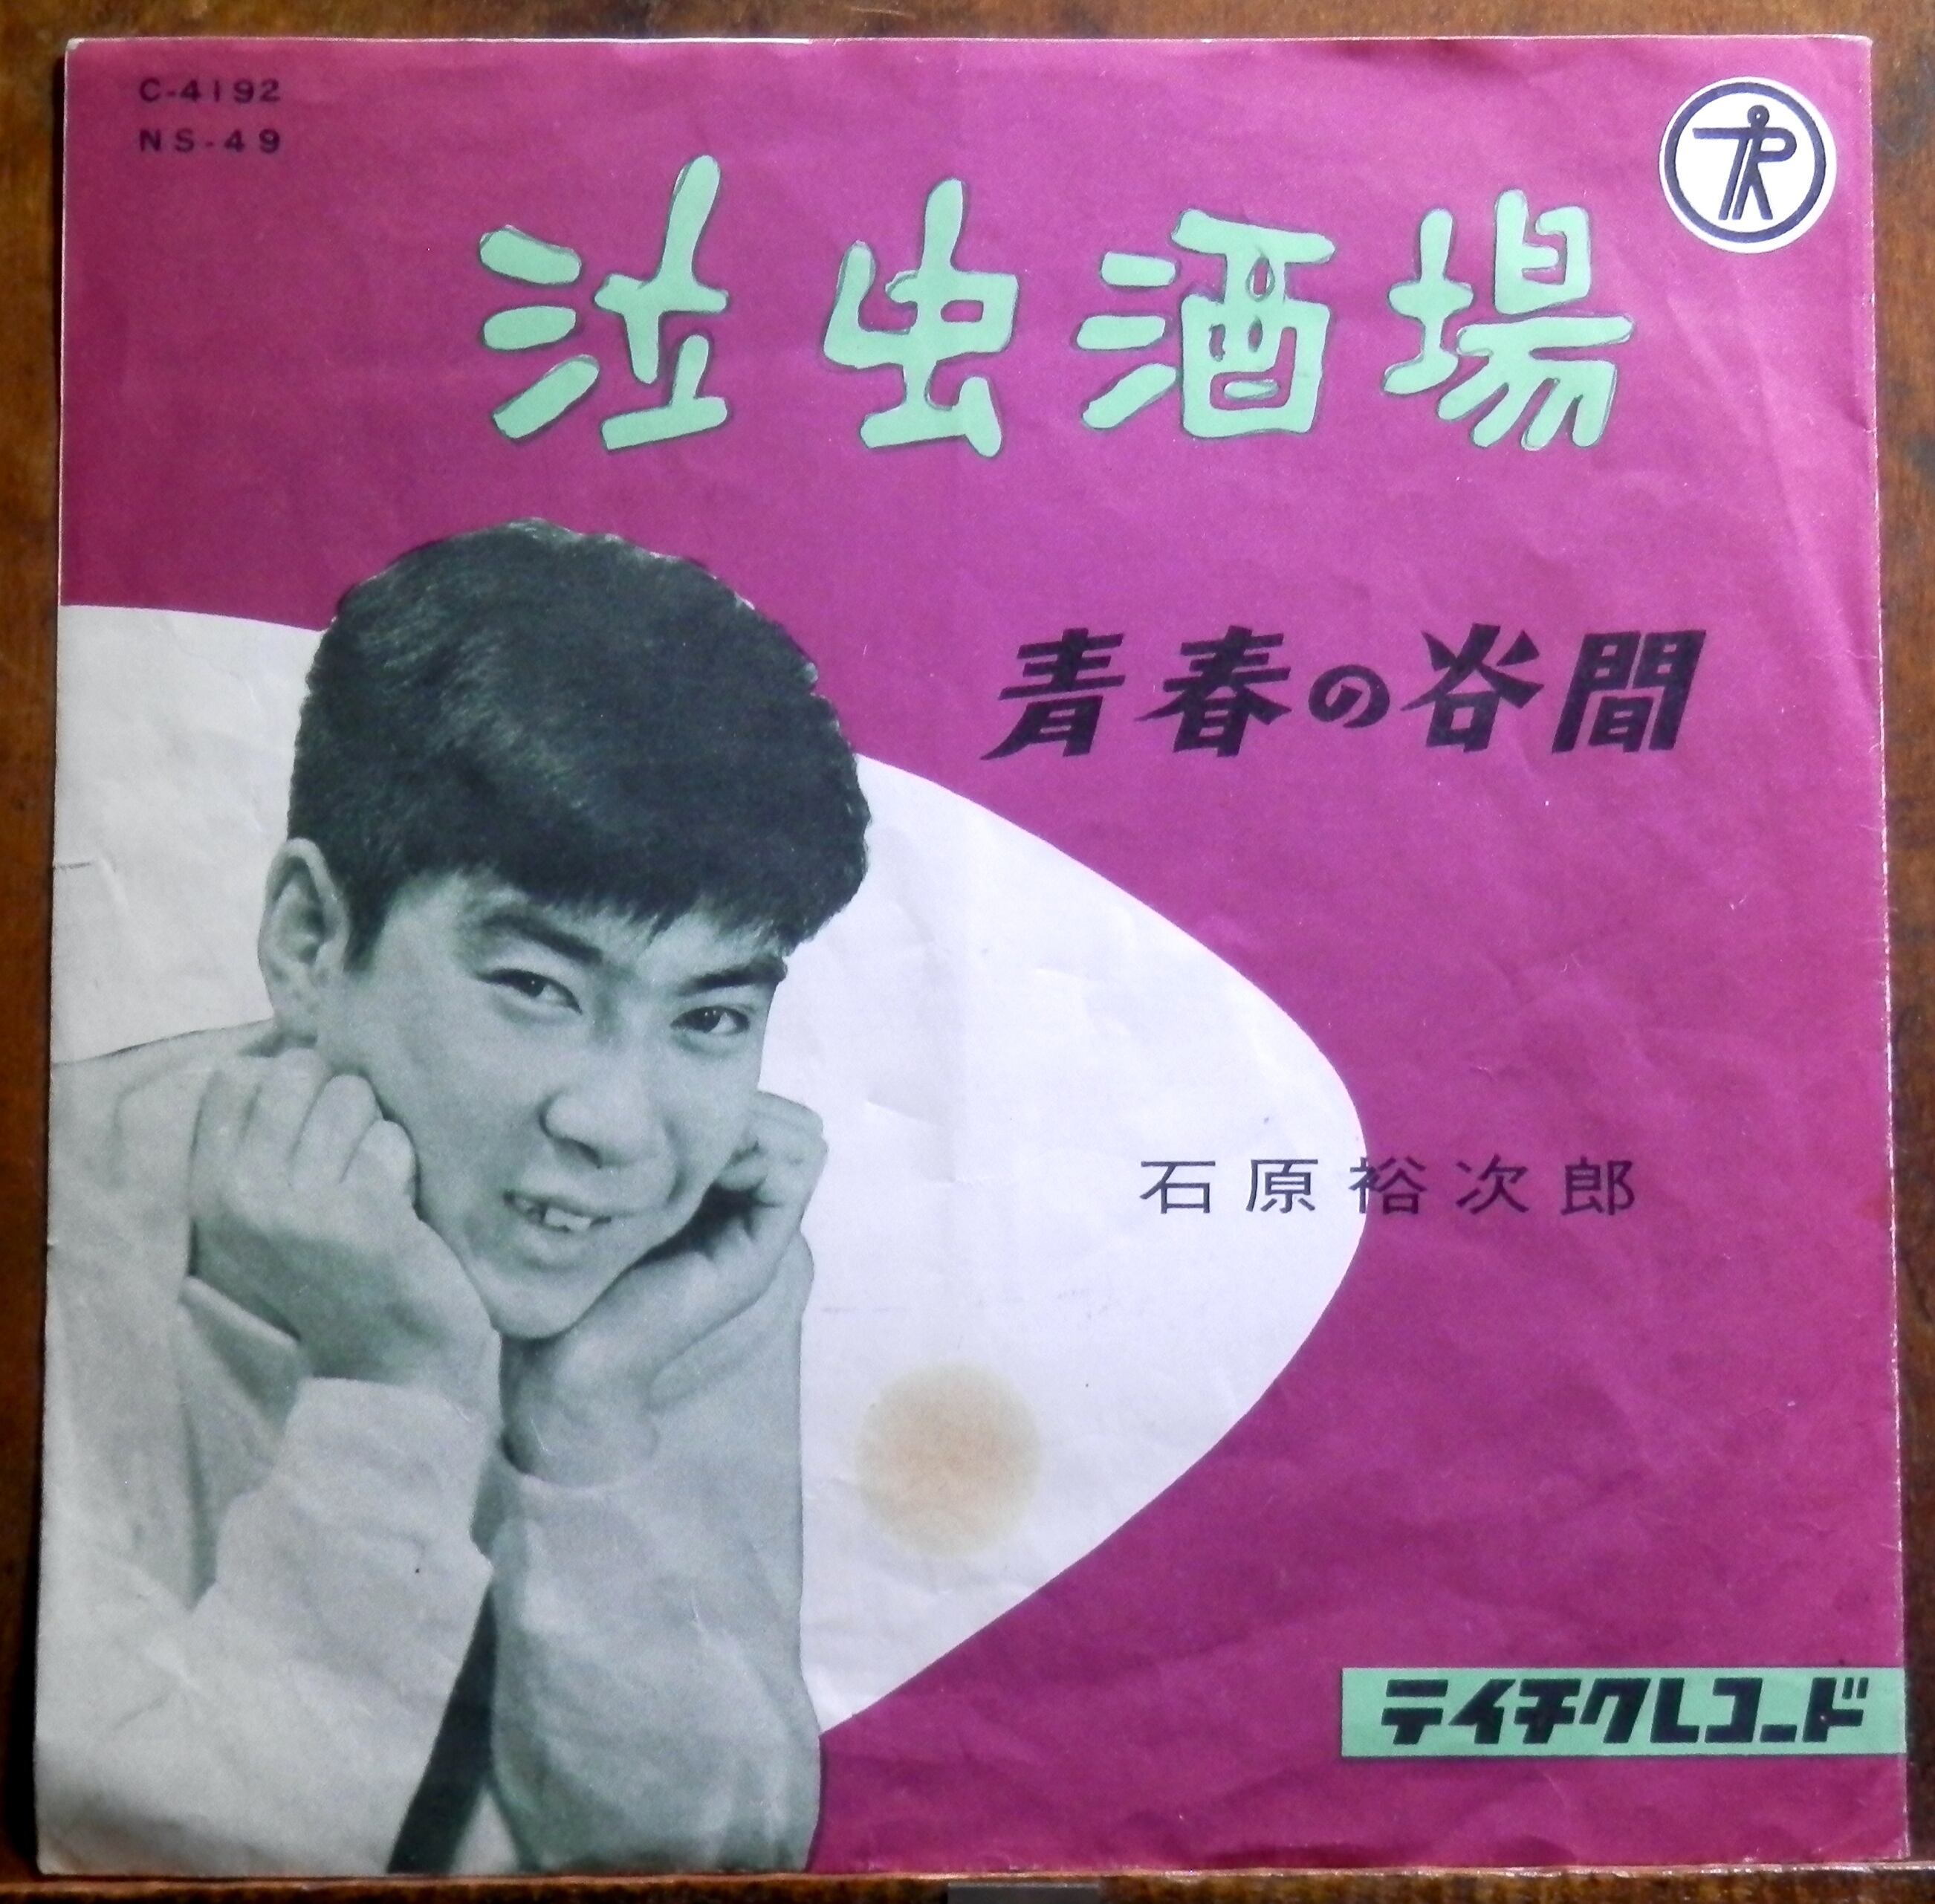 C-4192
NS-49
泣虫酒場
青春の谷間
石原裕次郎
テイチクレコード